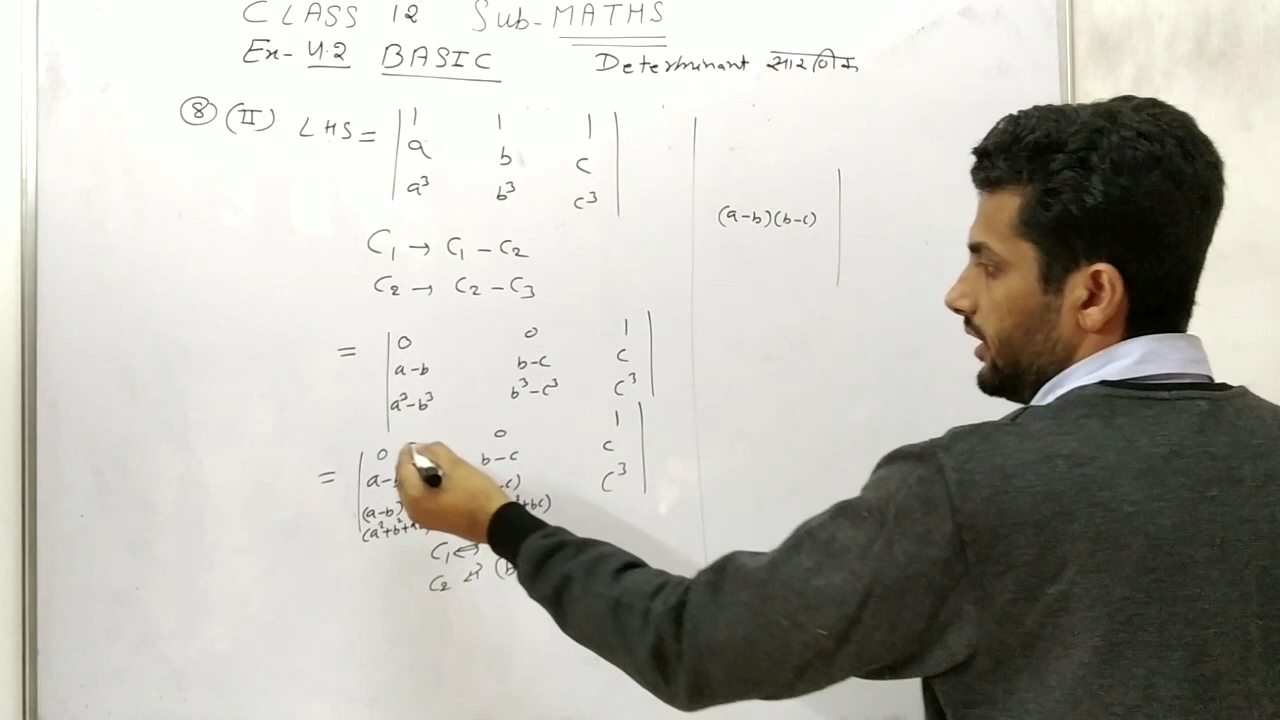 CLASS 12 Sub-MATHS
Ex-4.2 BASIC Determinant सारणिक
⑧ (II) LHS = | 1 1 1 |
a b c
a³ b³ c³
(a-b)(b-c)
C₁ → C₁ - C₂
C₂ → C₂ - C₃
= | 0 0 1 |
a-b b-c c
a³-b³ b³-c³ c³
= | 0 0 1 |
b-c c
(a-b) c³
C₁
C₂ से